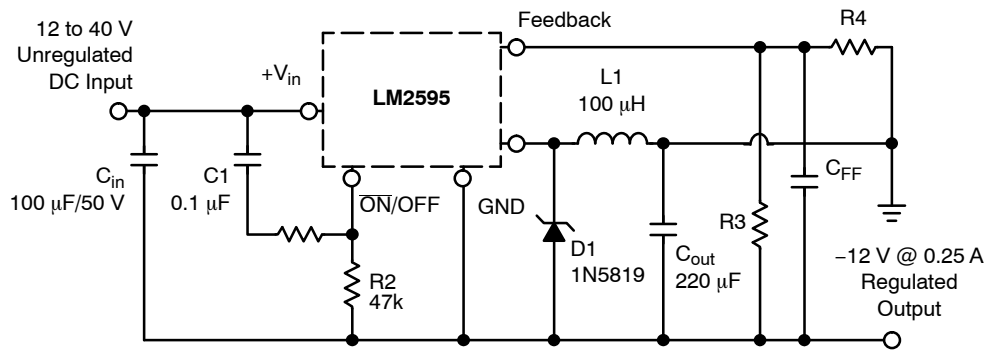 12 to 40 V
Unregulated
DC Input
+Vin
LM2595
Feedback
R4
L1
100 μH
Cin
100 μF/50 V
C1
0.1 μF
ON/OFF
GND
R2
47k
D1
1N5819
Cout
220 μF
R3
CFF
−12 V @ 0.25 A
Regulated
Output